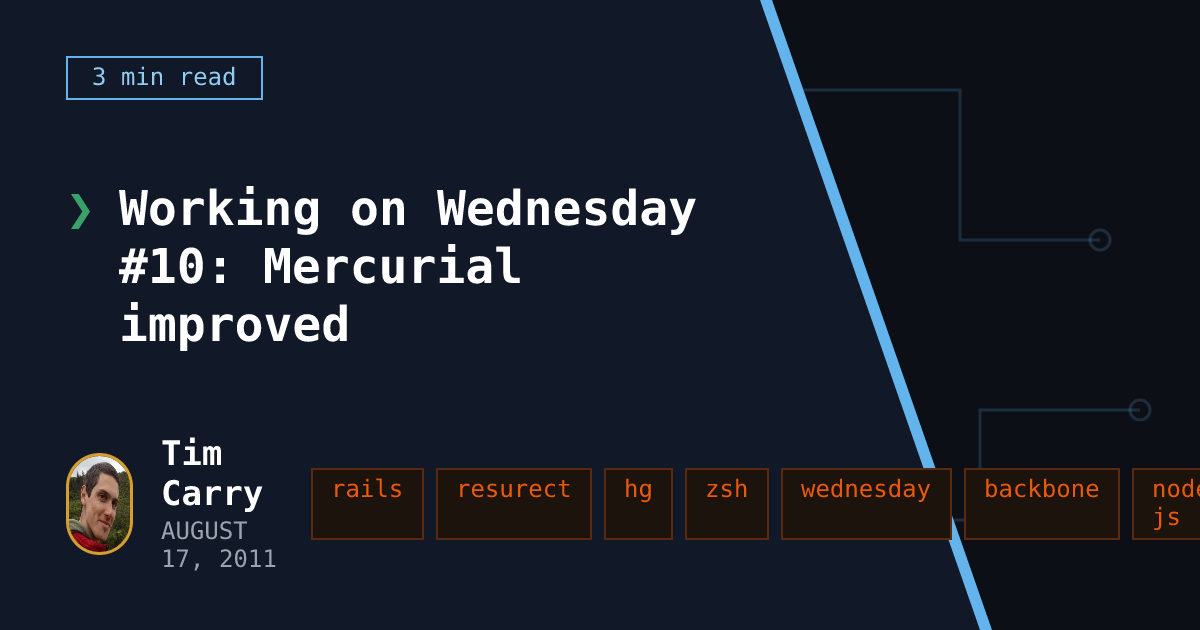 3 min read
❯ Working on Wednesday
#10: Mercurial
improved
Tim
Carry
AUGUST
17, 2011
rails
resurect
hg
zsh
wednesday
backbone
node
js